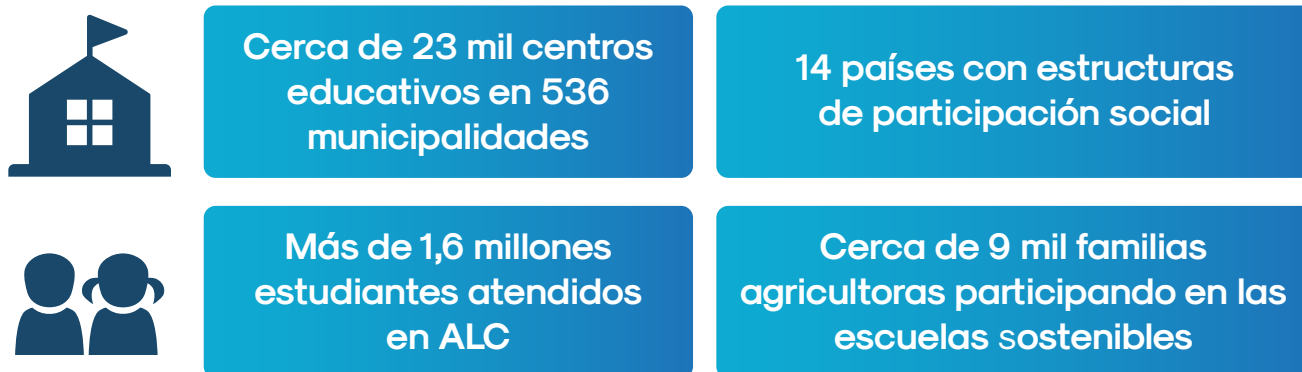 Cerca de 23 mil centros
educativos en 536
municipalidades
14 países con estructuras
de participación social
Más de 1,6 millones
estudiantes atendidos
en ALC
Cerca de 9 mil familias
agricultoras participando en las
escuelas sostenibles